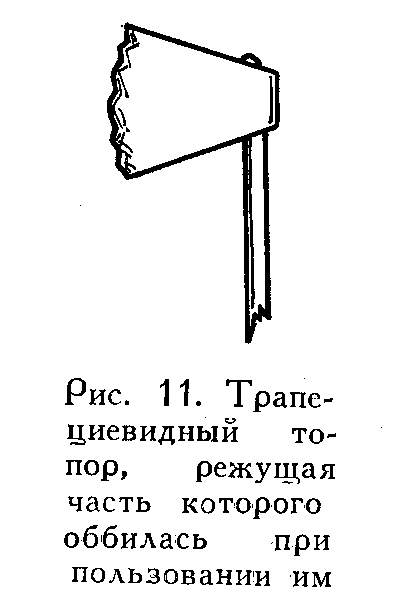 Рис. 11. Трапе-
циевидный то-
пор, режущая
часть которого
оббилась при
пользовании им